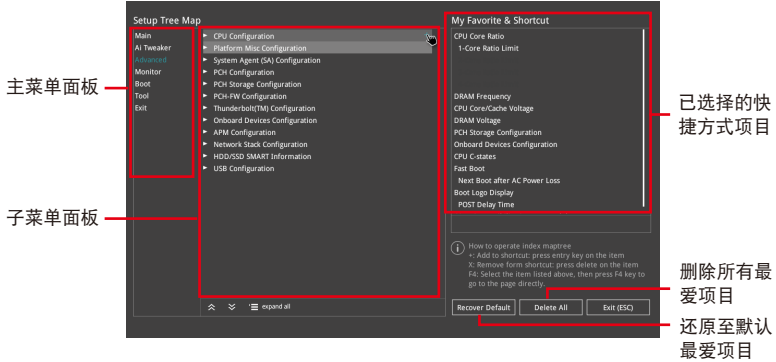 Setup Tree Map
Main
Ai Tweaker
Advanced
Monitor
Boot
Tool
Exit
CPU Configuration
Platform Misc Configuration
System Agent (SA) Configuration
PCH Configuration
PCH Storage Configuration
PCH-FW Configuration
Thunderbolt(TM) Configuration
Onboard Devices Configuration
APM Configuration
Network Stack Configuration
HDD/SSD SMART Information
USB Configuration
expand all
My Favorite & Shortcut
CPU Core Ratio
1-Core Ratio Limit
DRAM Frequency
CPU Core/Cache Voltage
DRAM Voltage
PCH Storage Configuration
Onboard Devices Configuration
CPU C-states
Fast Boot
Next Boot after AC Power Loss
Boot Logo Display
POST Delay Time
How to operate index maptree
+: Add to shortcut: press entry key on the item
X: Remove form shortcut: press delete on the item
F4: Select the item listed above, then press F4 key to
go to the page directly.
Recover Default
Delete All
Exit (ESC)
主菜单面板
子菜单面板
已选择的快
捷方式项目
删除所有最
爱项目
还原至默认
最爱项目